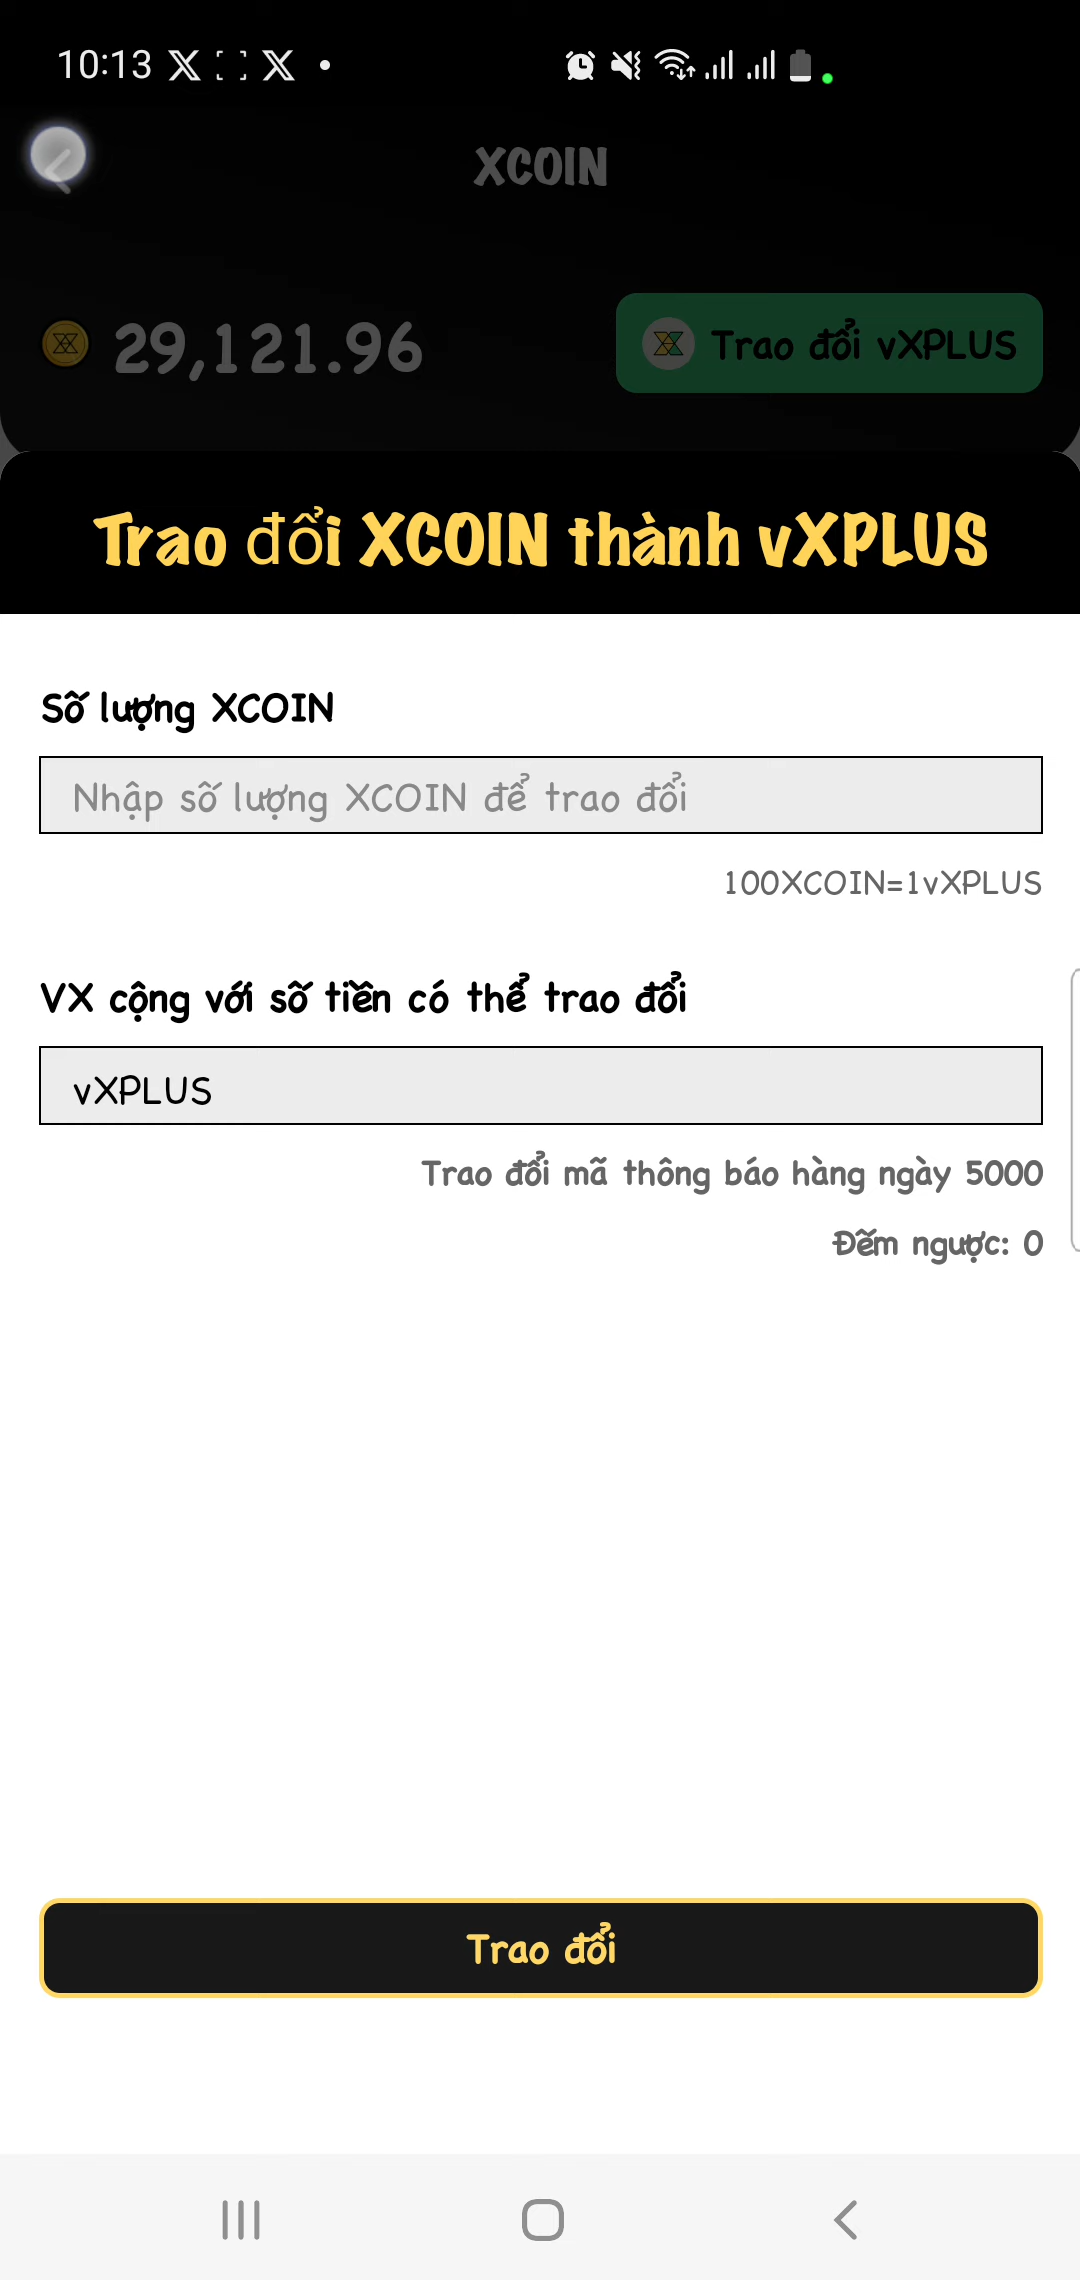 10:13
XCOIN
29,121.96
Trao đổi vXPLUS
Trao đổi XCOIN thành vXPLUS
Số lượng XCOIN
Nhập số lượng XCOIN để trao đổi
100XCOIN=1vXPLUS
VX cộng với số tiền có thể trao đổi
vXPLUS
Trao đổi mã thông báo hàng ngày 5000
Đếm ngược: 0
Trao đổi